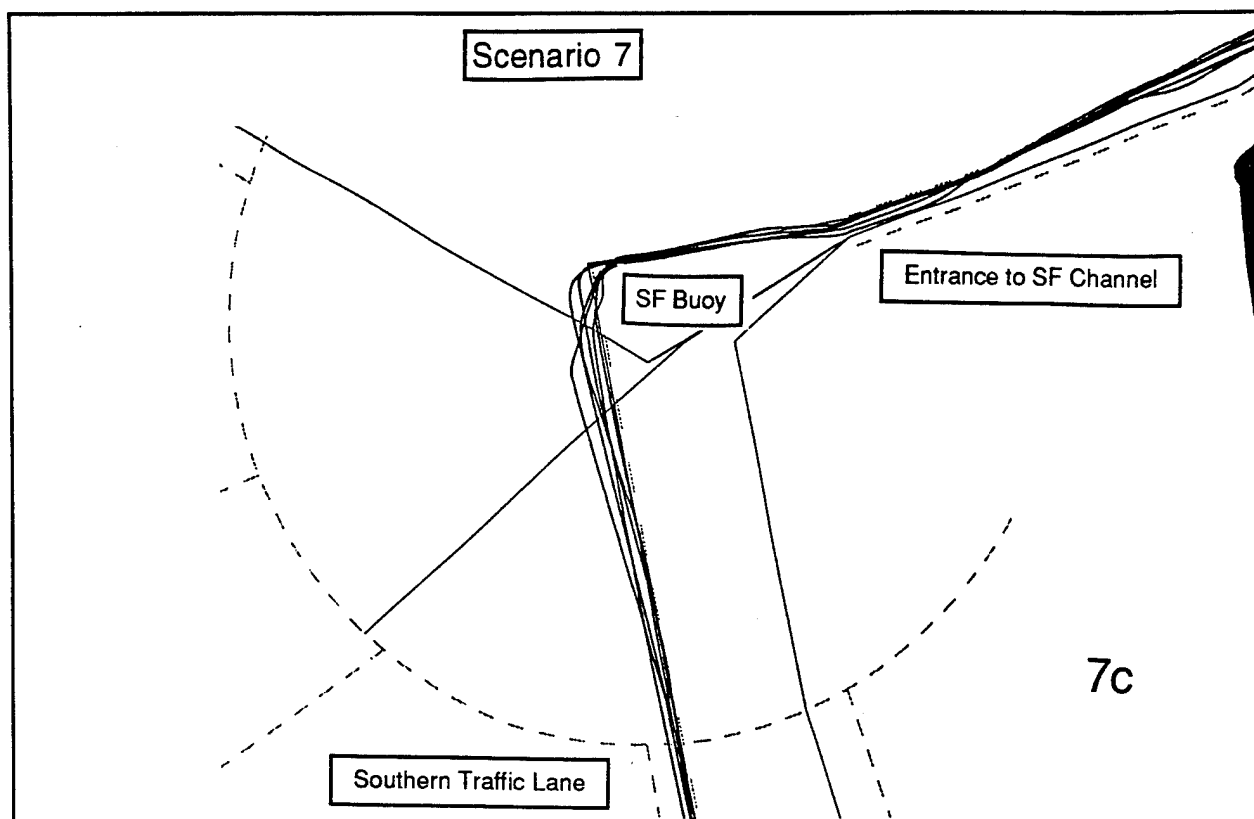 Scenario 7
SF Buoy
Entrance to SF Channel
7c
Southern Traffic Lane